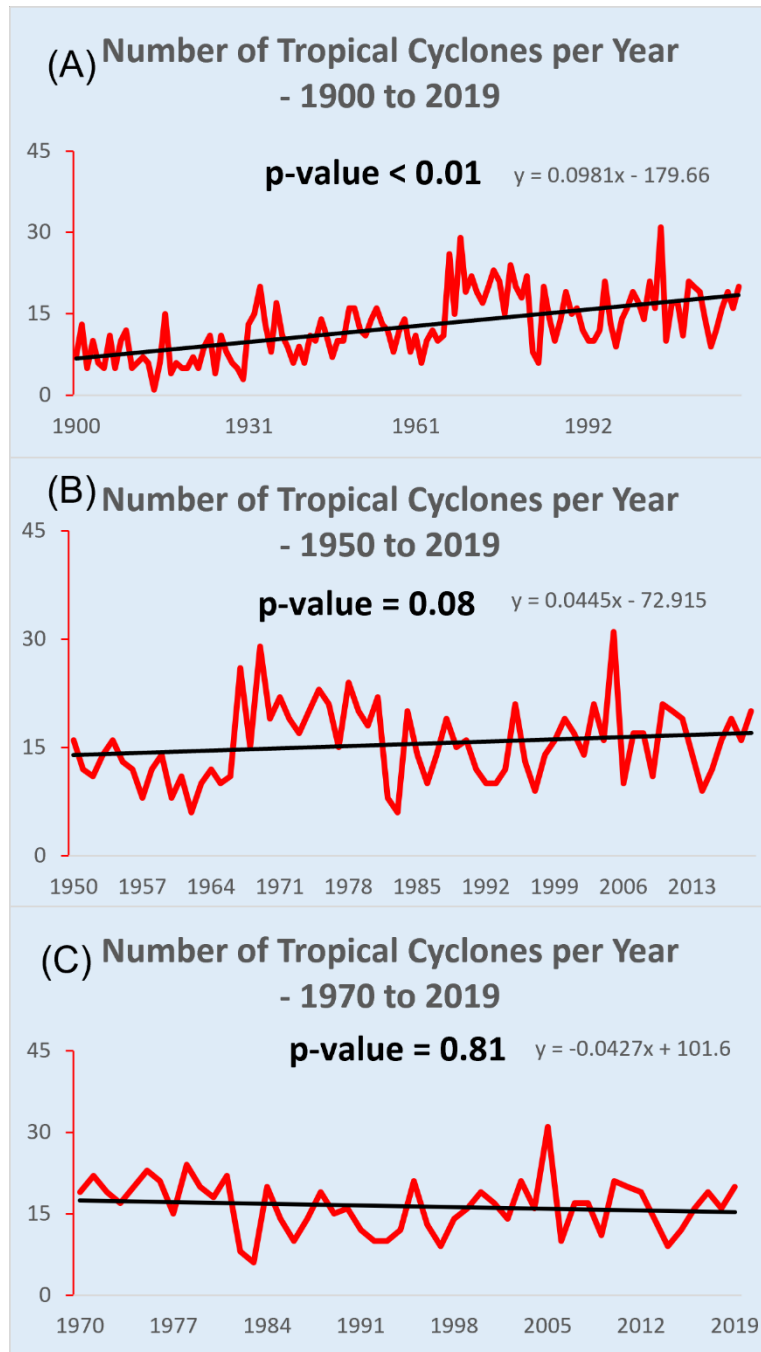 (A) Number of Tropical Cyclones per Year
- 1900 to 2019
45
p-value < 0.01 y = 0.0981x - 179.66
30
15
0
1900 1931 1961 1992
(B) Number of Tropical Cyclones per Year
- 1950 to 2019
45
p-value = 0.08 y = 0.0445x - 72.915
30
15
0
1950 1957 1964 1971 1978 1985 1992 1999 2006 2013
(C) Number of Tropical Cyclones per Year
- 1970 to 2019
p-value = 0.81 y = -0.0427x + 101.6
45
30
15
0
1970 1977 1984 1991 1998 2005 2012 2019